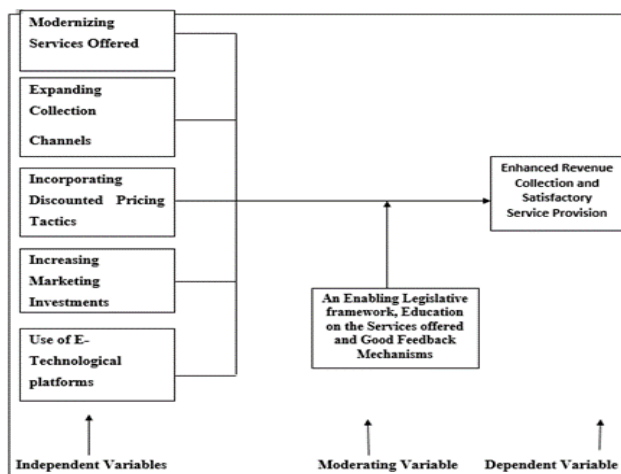 Modernizing
Services Offered
Expanding
Collection
Channels
Incorporating
Discounted Pricing
Tactics
Increasing
Marketing
Investments
Use of E-
Technological
platforms
Enhanced Revenue
Collection and
Satisfactory
Service Provision
An Enabling Legislative
framework, Education
on the Services offered
and Good Feedback
Mechanisms
Independent Variables
Moderating Variable
Dependent Variable